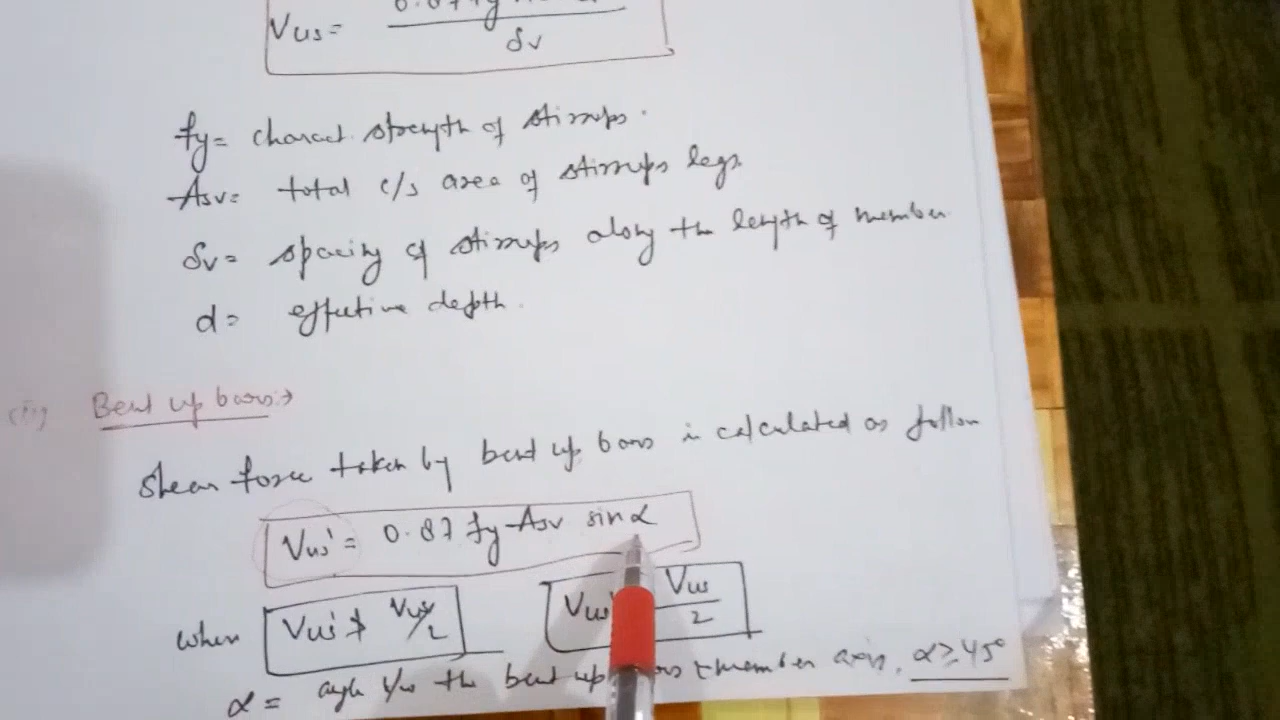 Vus =
Sv
fy = charact. strength of stirrups.
Asv = total c/s area of stirrups legs
Sv = spacing of stirrups along the length of member.
d = effective depth.
(ii) Bent up bars:→
Shear force taken by bent up bars is calculated as follow
Vus' = 0.87 fy Asv sin α
when Vus' ≯ Vus/2 Vus' Vus/2
α = angle b/w the bent up bars & member axis, α ≥ 45°